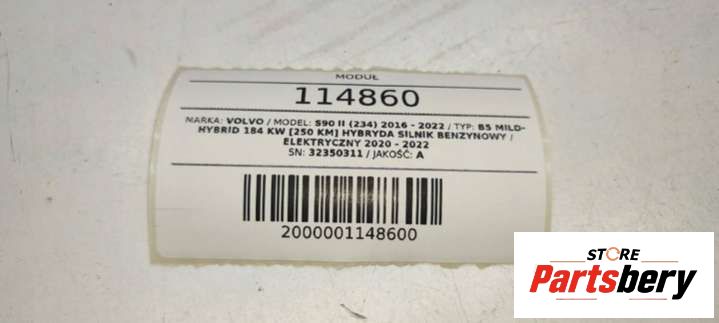 MODUŁ
114860
MARKA: VOLVO / MODEL: S90 II (234) 2016 - 2022 / TYP: B5 MILD-
HYBRID 184 KW [250 KM] HYBRYDA SILNIK BENZYNOWY /
ELEKTRYCZNY 2020 - 2022
SN: 32350311 / JAKOŚĆ: A
2000001148600
STORE
Partsbery